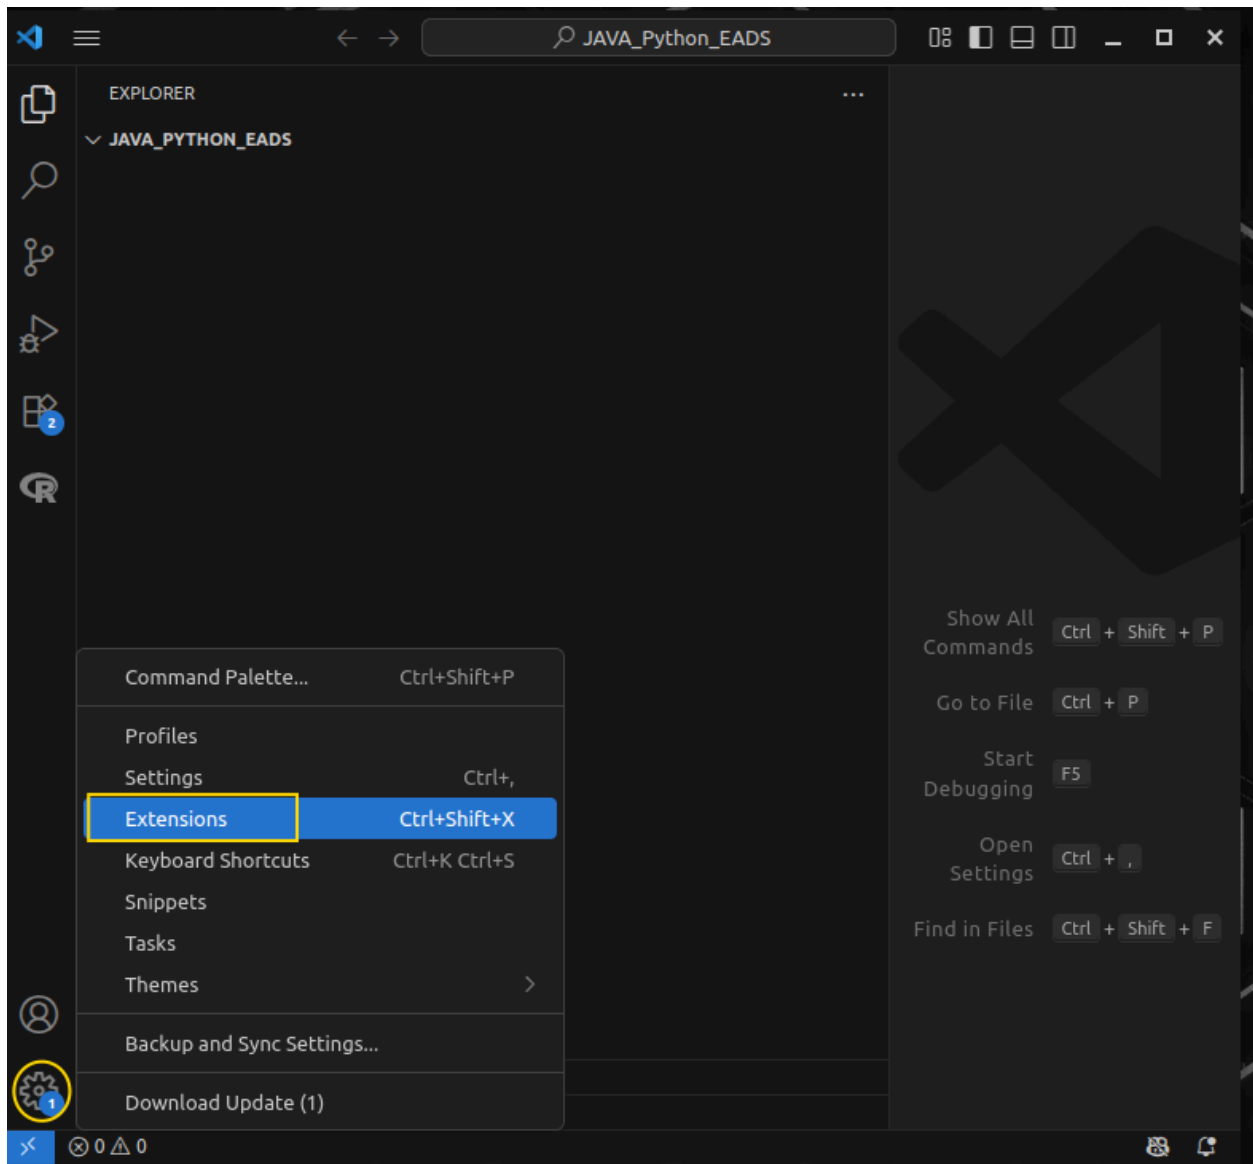 JAVA_Python_EADS
EXPLORER
JAVA_PYTHON_EADS
2
R
Show All Commands Ctrl + Shift + P
Go to File Ctrl + P
Start Debugging F5
Open Settings Ctrl + ,
Find in Files Ctrl + Shift + F
Command Palette... Ctrl+Shift+P
Profiles
Settings Ctrl+,
Extensions Ctrl+Shift+X
Keyboard Shortcuts Ctrl+K Ctrl+S
Snippets
Tasks
Themes
Backup and Sync Settings...
Download Update (1)
1
0 0